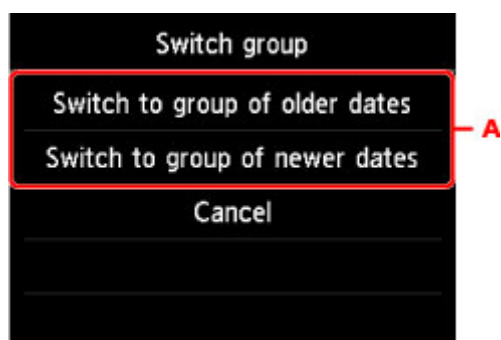 Switch group
Switch to group of older dates
A
Switch to group of newer dates
Cancel